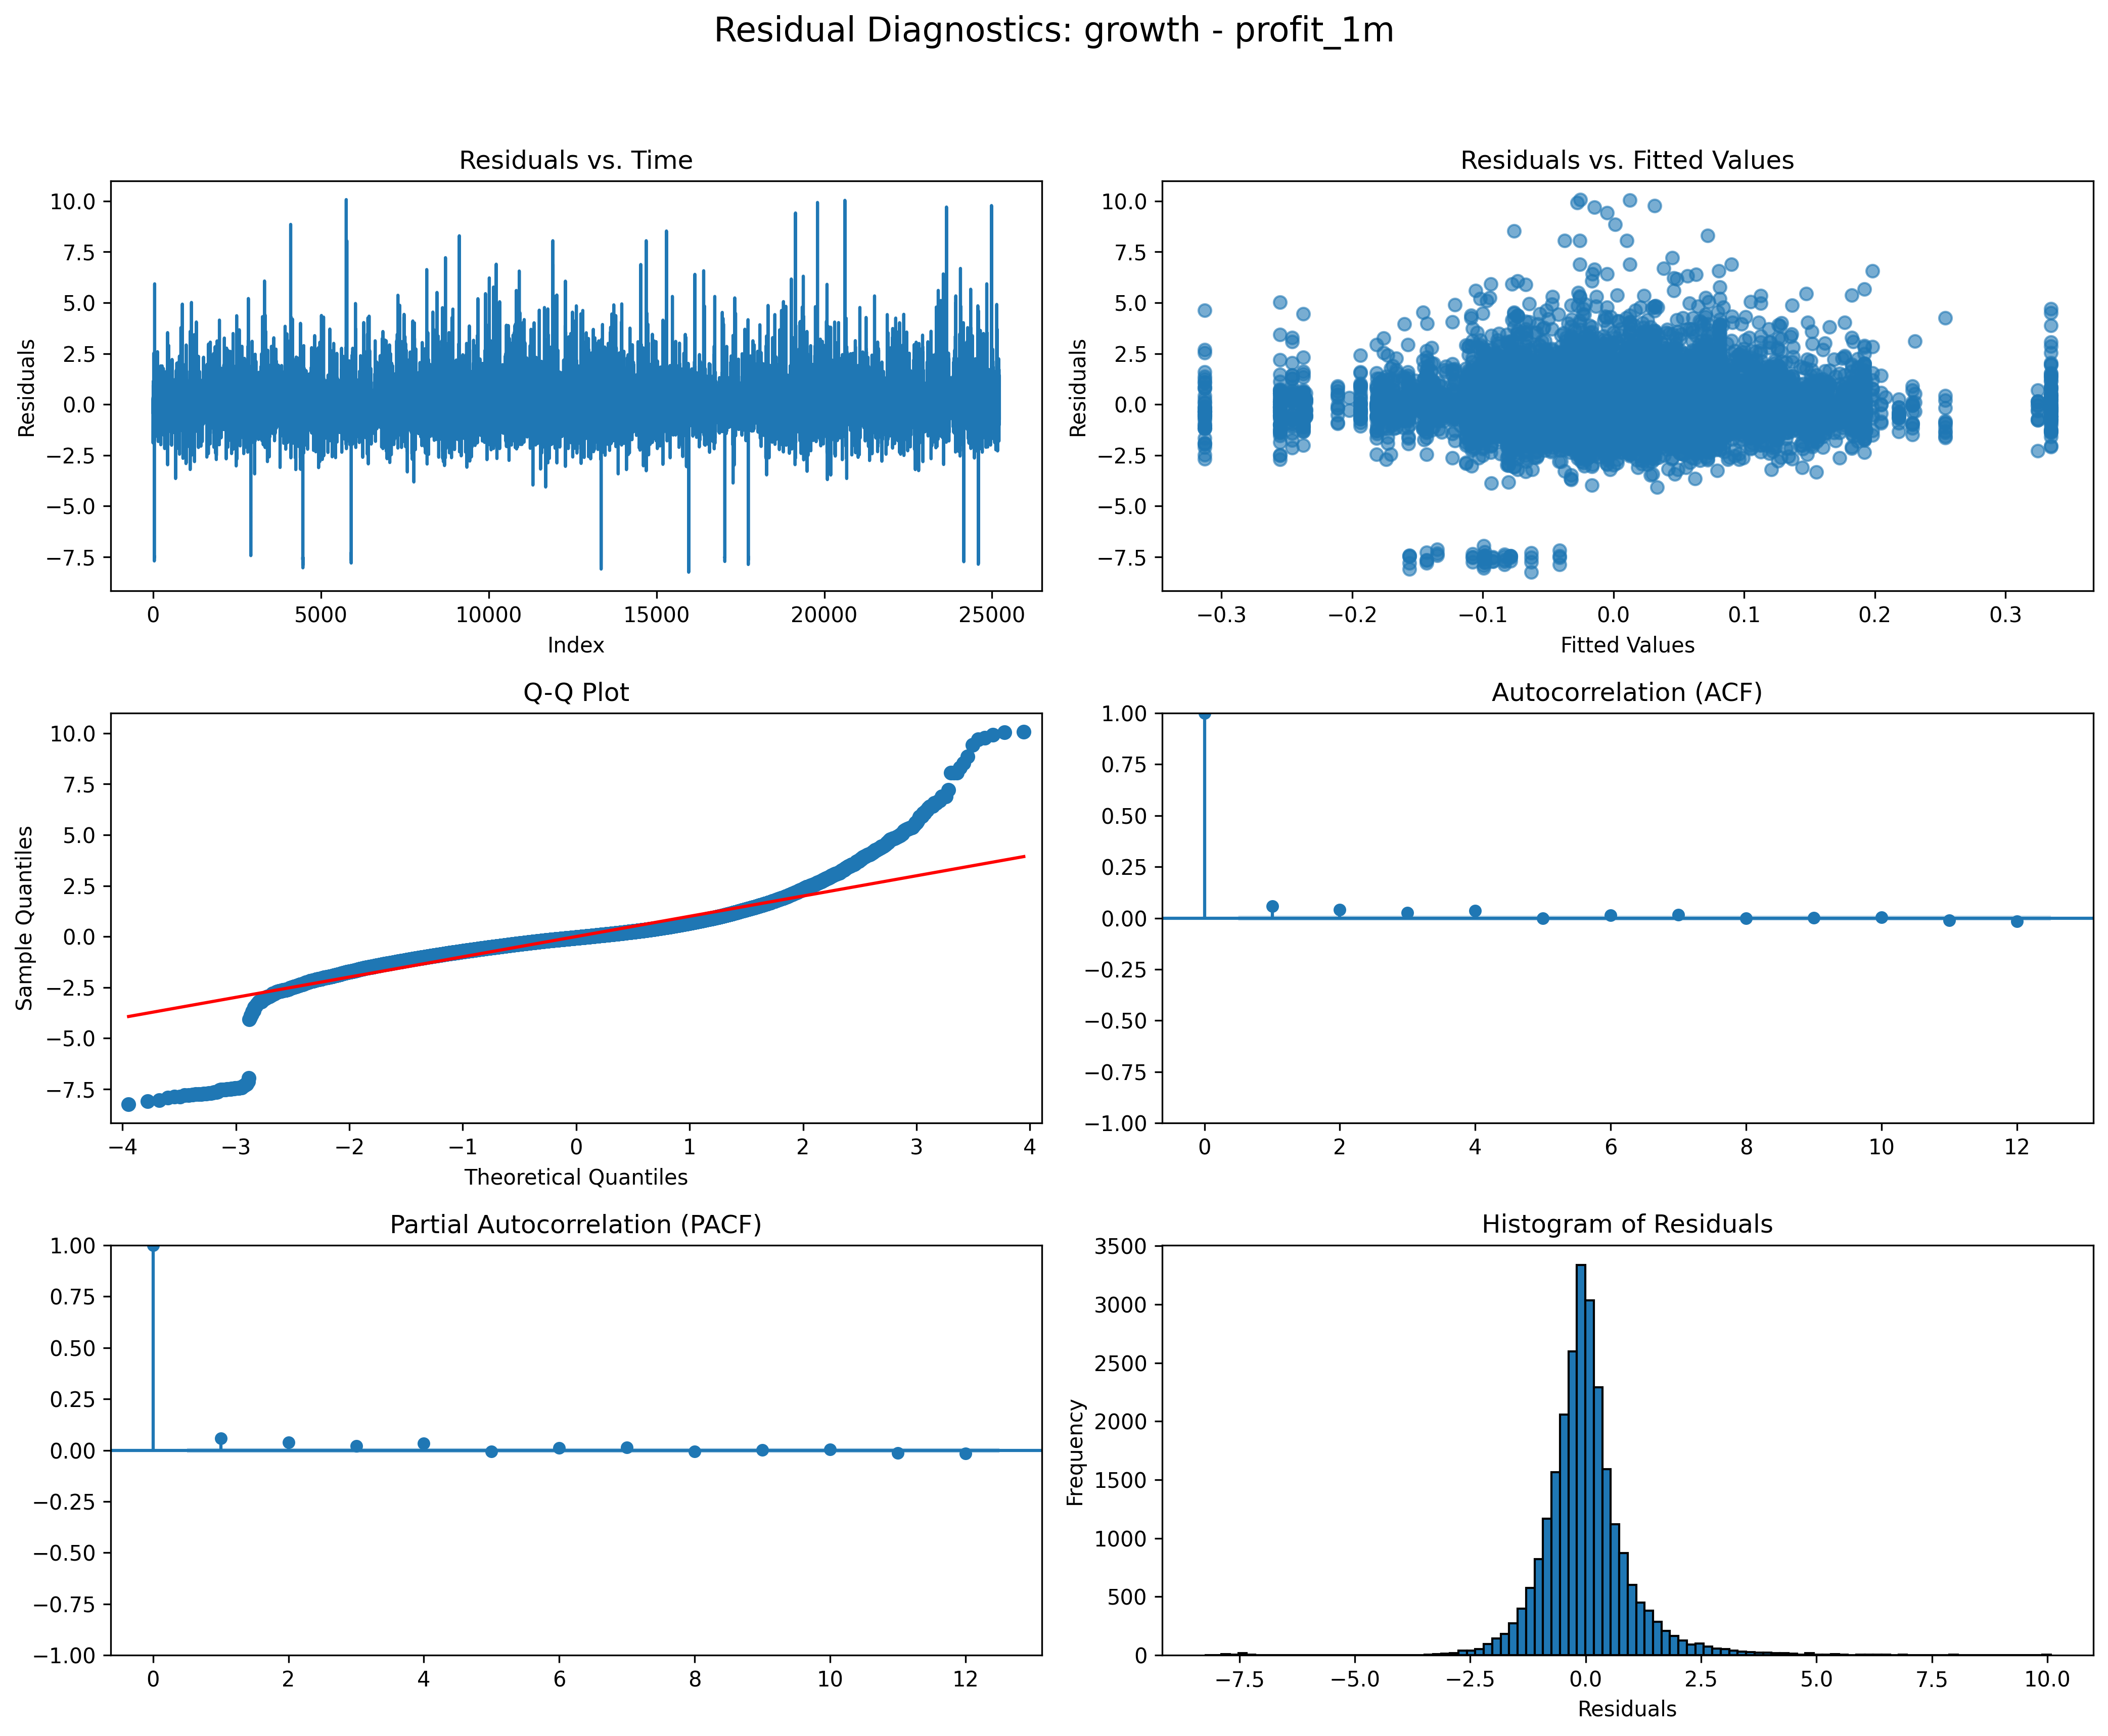 Residual Diagnostics: growth - profit_1m
Residuals vs. Time
10.0
7.5
5.0
2.5
0.0
−2.5
−5.0
−7.5
Residuals
0 5000 10000 15000 20000 25000
Index
Residuals vs. Fitted Values
10.0
7.5
5.0
2.5
0.0
−2.5
−5.0
−7.5
Residuals
−0.3 −0.2 −0.1 0.0 0.1 0.2 0.3
Fitted Values
Q-Q Plot
10.0
7.5
5.0
2.5
0.0
−2.5
−5.0
−7.5
Sample Quantiles
−4 −3 −2 −1 0 1 2 3 4
Theoretical Quantiles
Autocorrelation (ACF)
1.00
0.75
0.50
0.25
0.00
−0.25
−0.50
−0.75
−1.00
0 2 4 6 8 10 12
Partial Autocorrelation (PACF)
1.00
0.75
0.50
0.25
0.00
−0.25
−0.50
−0.75
−1.00
0 2 4 6 8 10 12
Histogram of Residuals
3500
3000
2500
2000
1500
1000
500
0
Frequency
−7.5 −5.0 −2.5 0.0 2.5 5.0 7.5 10.0
Residuals